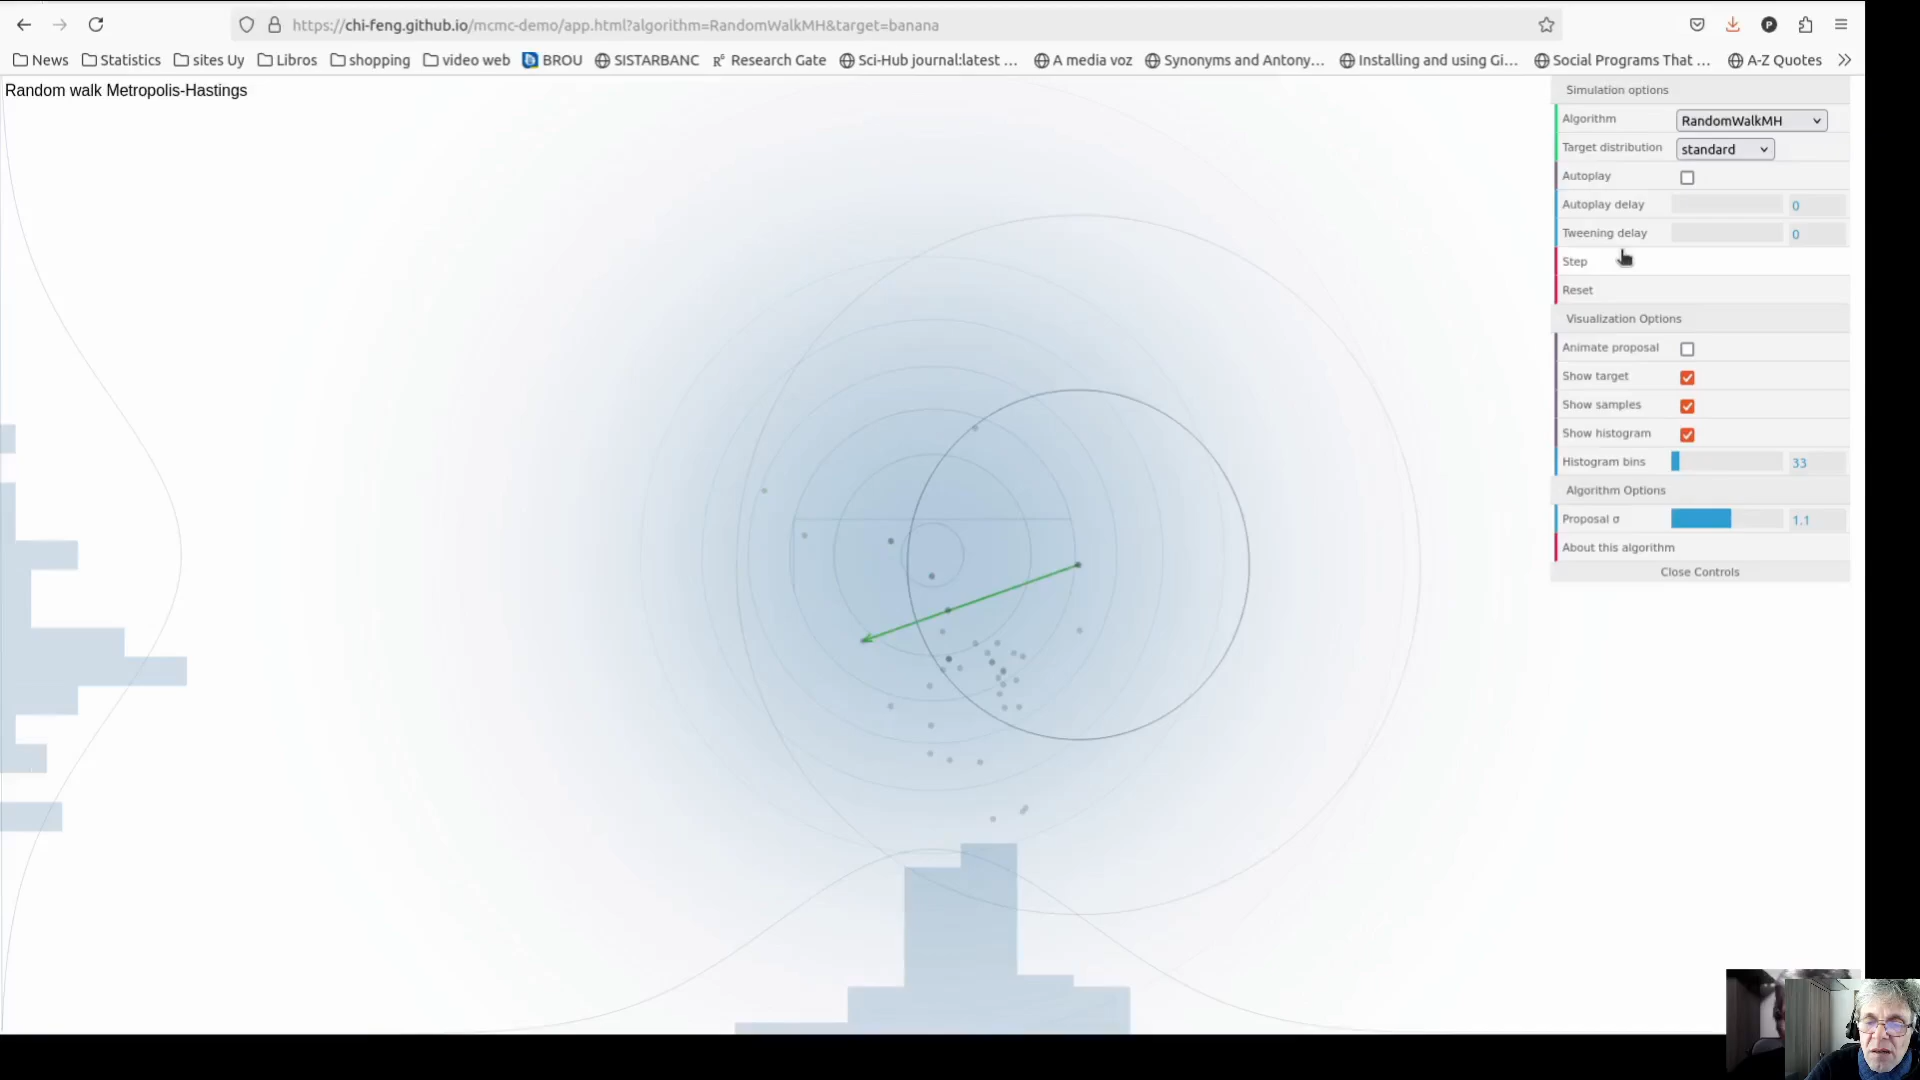 https://chi-feng.github.io/mcmc-demo/app.html?algorithm=RandomWalkMH&target=banana
News Statistics sites Uy Libros shopping video web BROU SISTARBANC Research Gate Sci-Hub journal:latest ... A media voz Synonyms and Antony... Installing and using Gi... Social Programs That ... A-Z Quotes
Random walk Metropolis-Hastings
Simulation options
Algorithm RandomWalkMH
Target distribution standard
Autoplay
Autoplay delay 0
Tweening delay 0
Step
Reset
Visualization Options
Animate proposal
Show target
Show samples
Show histogram
Histogram bins 33
Algorithm Options
Proposal σ 1.1
About this algorithm
Close Controls